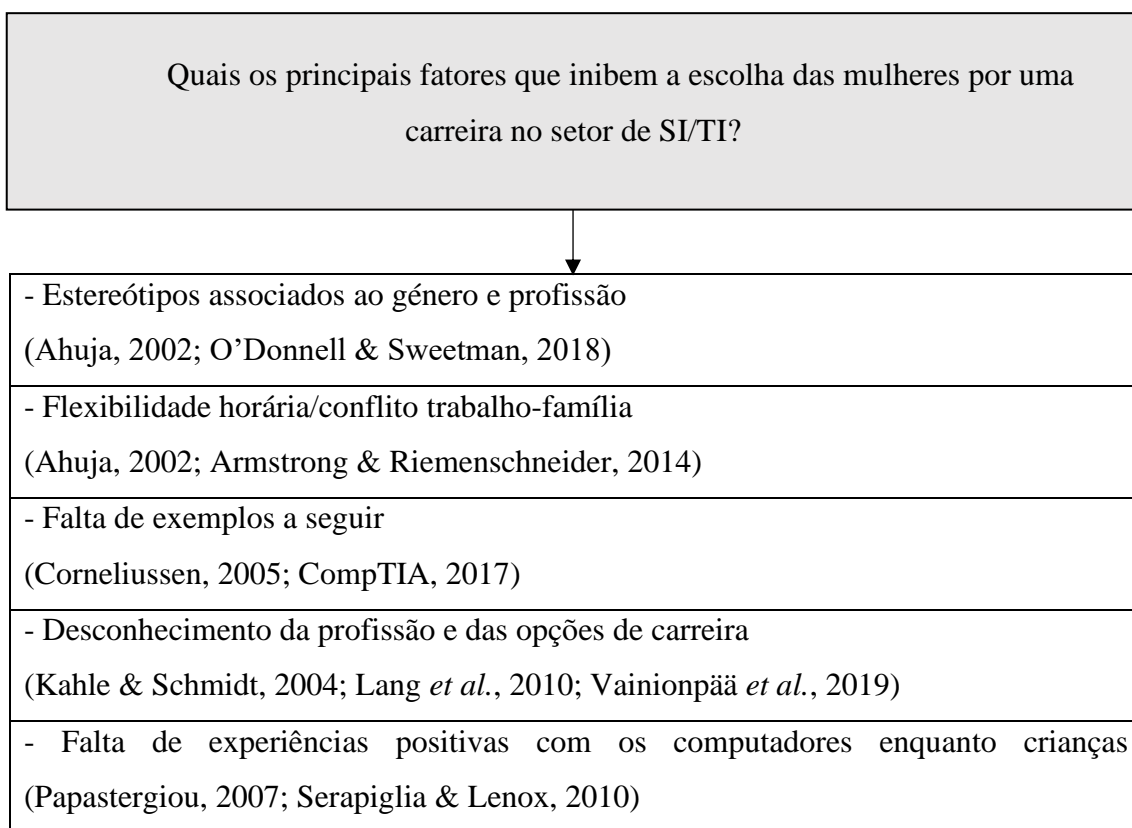 Quais os principais fatores que inibem a escolha das mulheres por uma
carreira no setor de SI/TI?
- Estereótipos associados ao género e profissão
(Ahuja, 2002; O’Donnell & Sweetman, 2018)
- Flexibilidade horária/conflito trabalho-família
(Ahuja, 2002; Armstrong & Riemenschneider, 2014)
- Falta de exemplos a seguir
(Corneliussen, 2005; CompTIA, 2017)
- Desconhecimento da profissão e das opções de carreira
(Kahle & Schmidt, 2004; Lang et al., 2010; Vainionpää et al., 2019)
- Falta de experiências positivas com os computadores enquanto crianças
(Papastergiou, 2007; Serapiglia & Lenox, 2010)